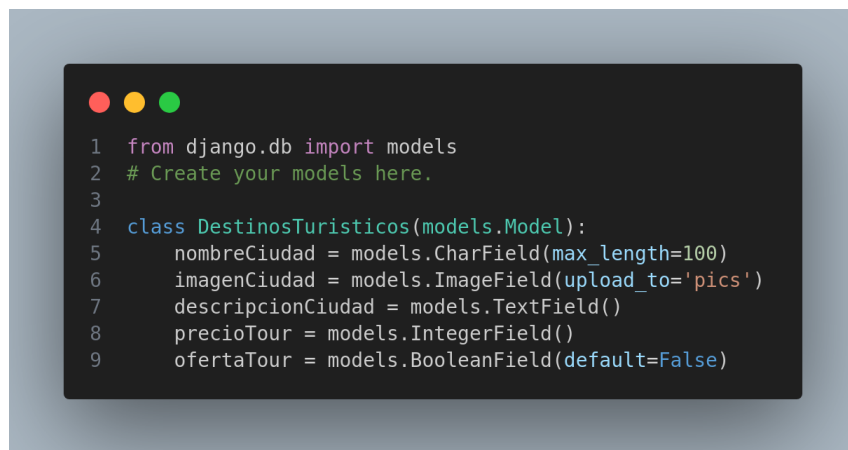 1 from django.db import models
2 # Create your models here.
3
4 class DestinosTuristicos(models.Model):
5     nombreCiudad = models.CharField(max_length=100)
6     imagenCiudad = models.ImageField(upload_to='pics')
7     descripcionCiudad = models.TextField()
8     precioTour = models.IntegerField()
9     ofertaTour = models.BooleanField(default=False)